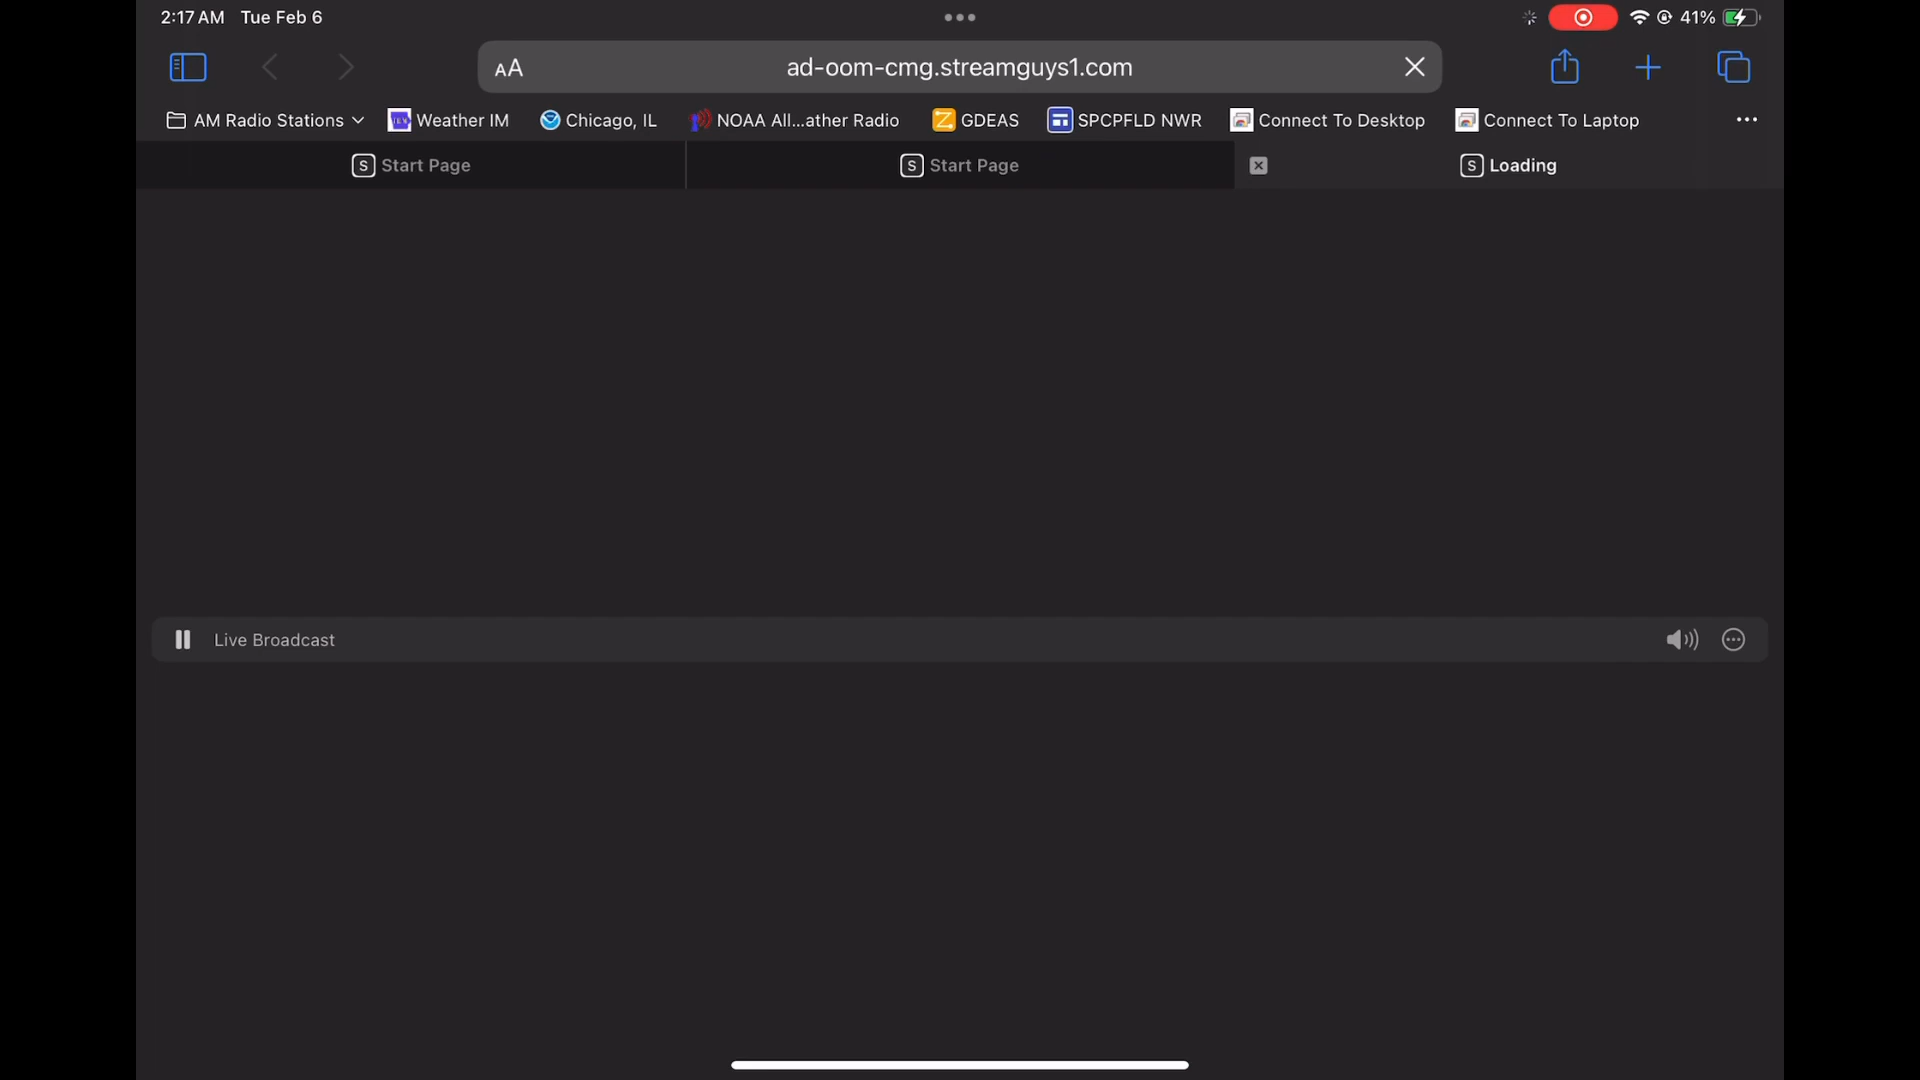 2:17 AM Tue Feb 6
41%
AA ad-oom-cmg.streamguys1.com
AM Radio Stations Weather IM Chicago, IL NOAA All...ather Radio Z GDEAS SPCPFLD NWR Connect To Desktop Connect To Laptop
S Start Page S Start Page S Loading
Live Broadcast